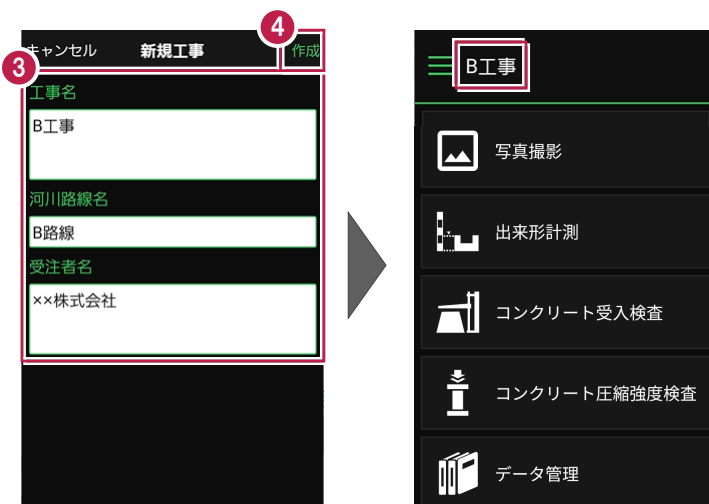 4
キャンセル 新規工事 作成
3
工事名
B工事
河川路線名
B路線
受注者名
××株式会社
B工事
写真撮影
出来形計測
コンクリート受入検査
コンクリート圧縮強度検査
データ管理